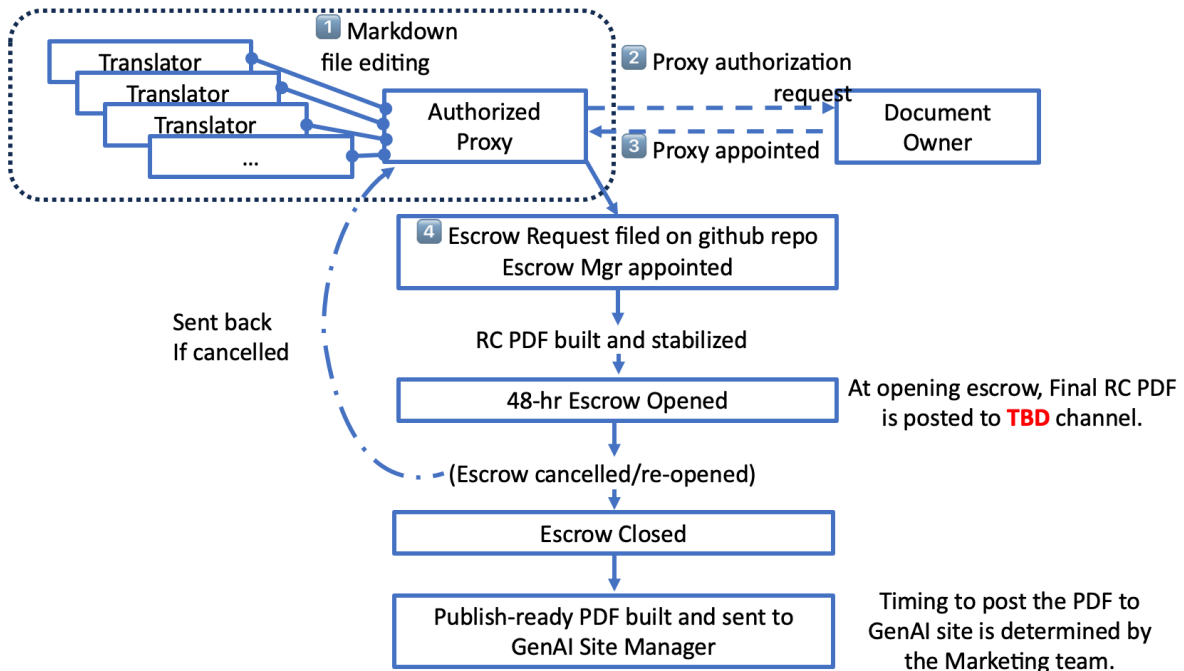 1 Markdown
file editing
Translator
Translator
Translator
...
Authorized
Proxy
2 Proxy authorization
request
3 Proxy appointed
Document
Owner
4 Escrow Request filed on github repo
Escrow Mgr appointed
Sent back
If cancelled
RC PDF built and stabilized
48-hr Escrow Opened
At opening escrow, Final RC PDF
is posted to TBD channel.
(Escrow cancelled/re-opened)
Escrow Closed
Publish-ready PDF built and sent to
GenAI Site Manager
Timing to post the PDF to
GenAI site is determined by
the Marketing team.